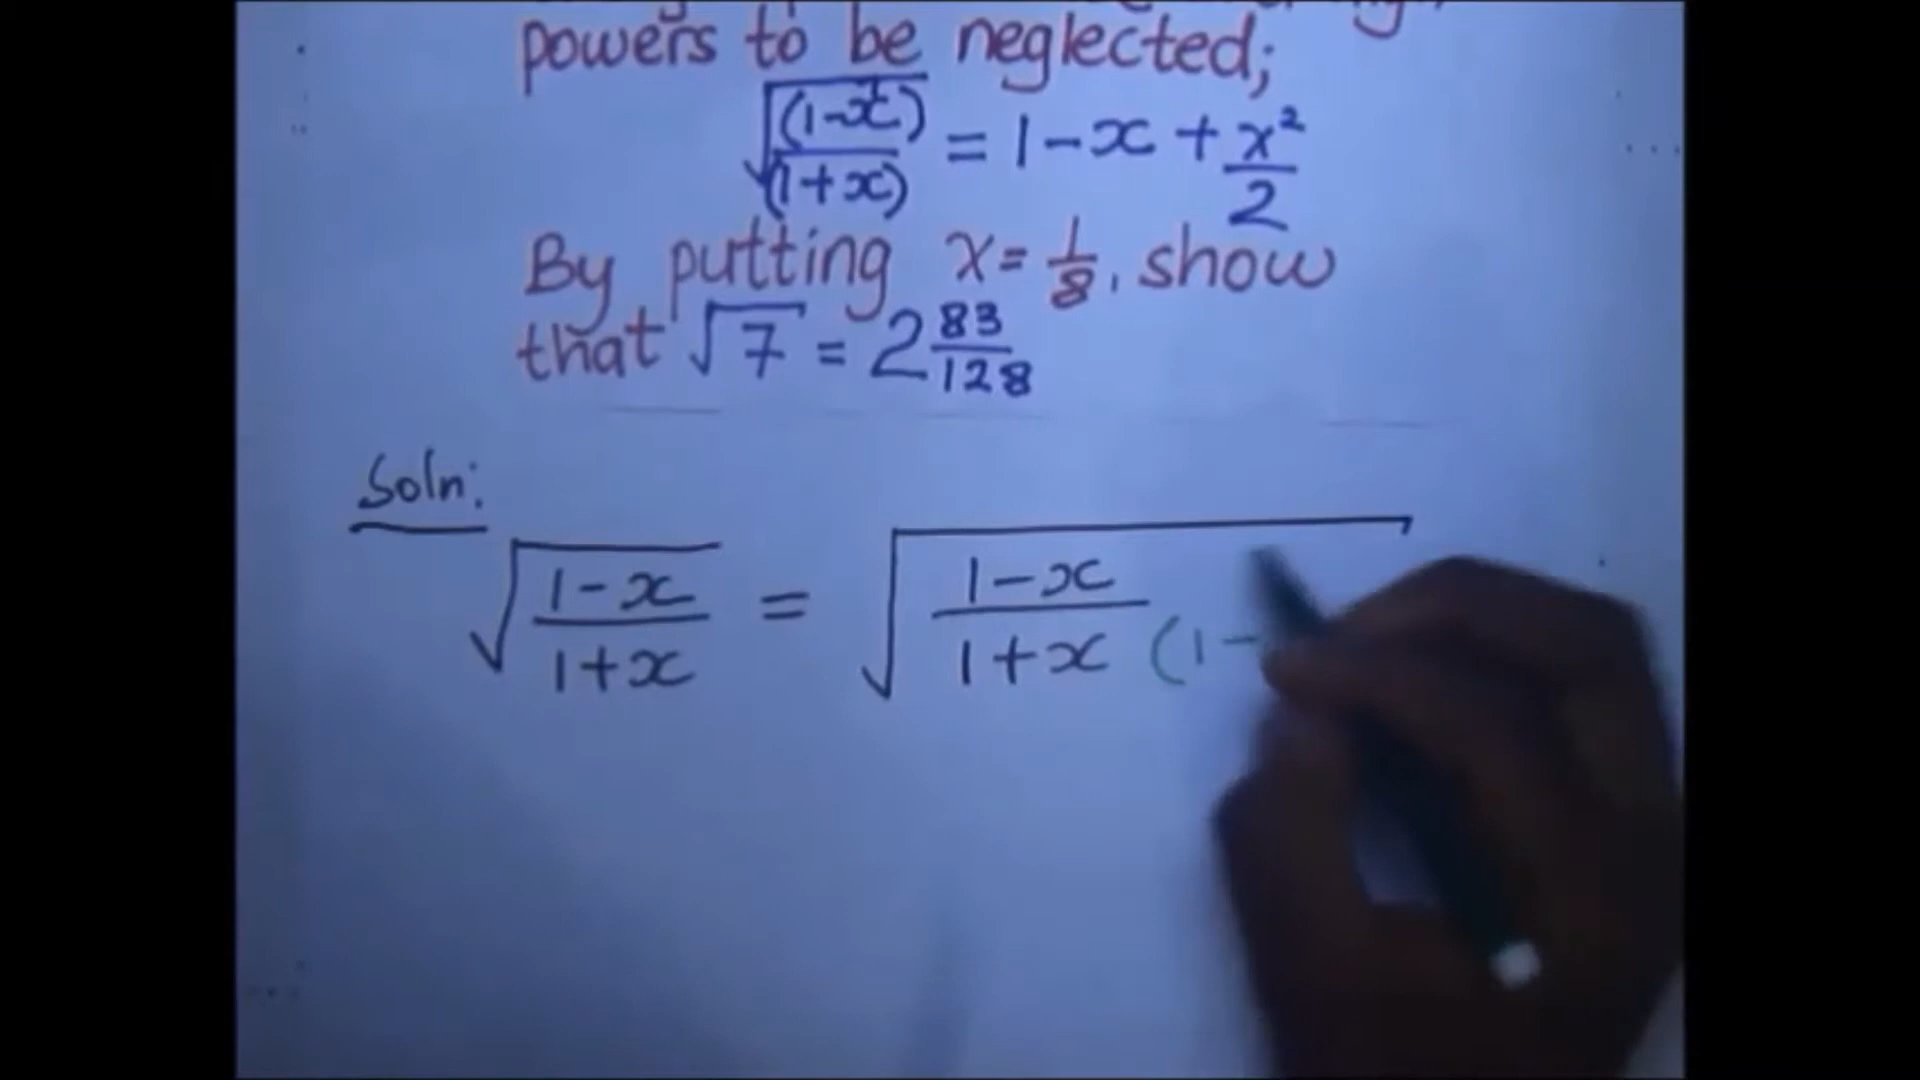 powers to be neglected;
√((1-x)/(1+x)) = 1-x + x²/2
By putting x = 1/8, show
that √7 = 2 83/128
Soln:
√((1-x)/(1+x)) = √((1-x)/(1+x) (1-